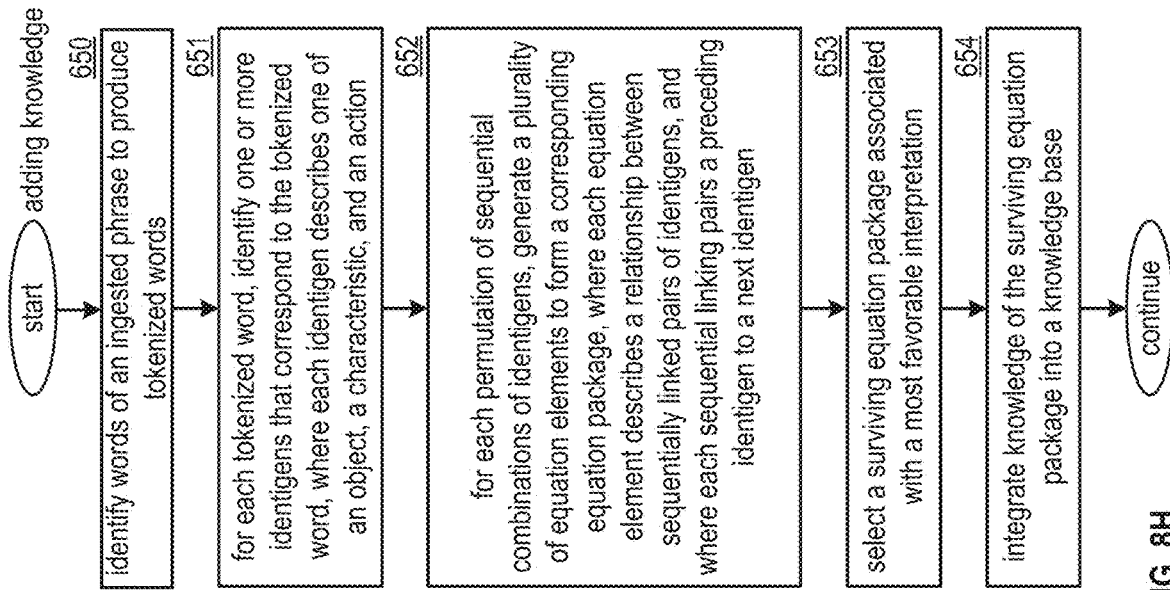 start
adding knowledge
650
identify words of an ingested phrase to produce
tokenized words
651
for each tokenized word, identify one or more
identigens that correspond to the tokenized
word, where each identigen describes one of
an object, a characteristic, and an action
652
for each permutation of sequential
combinations of identigens, generate a plurality
of equation elements to form a corresponding
equation package, where each equation
element describes a relationship between
sequentially linked pairs of identigens, and
where each sequential linking pairs a preceding
identigen to a next identigen
653
select a surviving equation package associated
with a most favorable interpretation
654
integrate knowledge of the surviving equation
package into a knowledge base
continue
8H